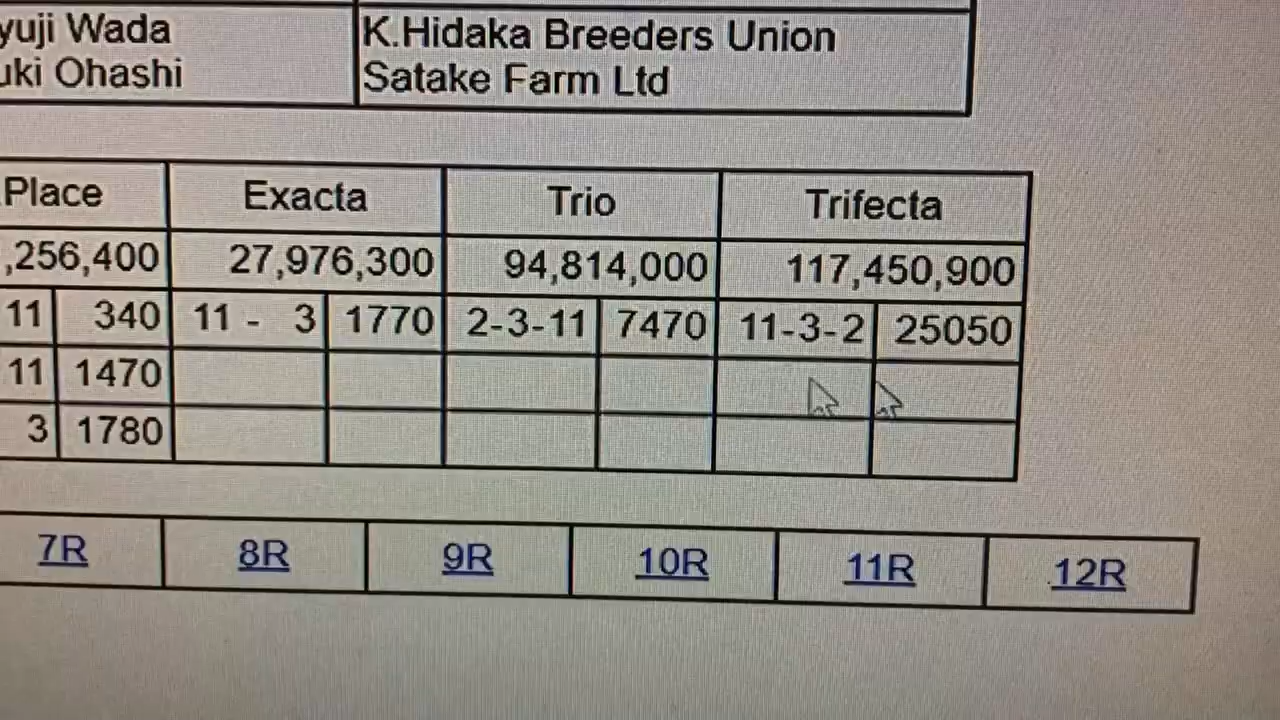 yuji Wada K.Hidaka Breeders Union
uki Ohashi Satake Farm Ltd
Place Exacta Trio Trifecta
,256,400 27,976,300 94,814,000 117,450,900
11 340 11 - 3 1770 2-3-11 7470 11-3-2 25050
11 1470
3 1780
7R 8R 9R 10R 11R 12R